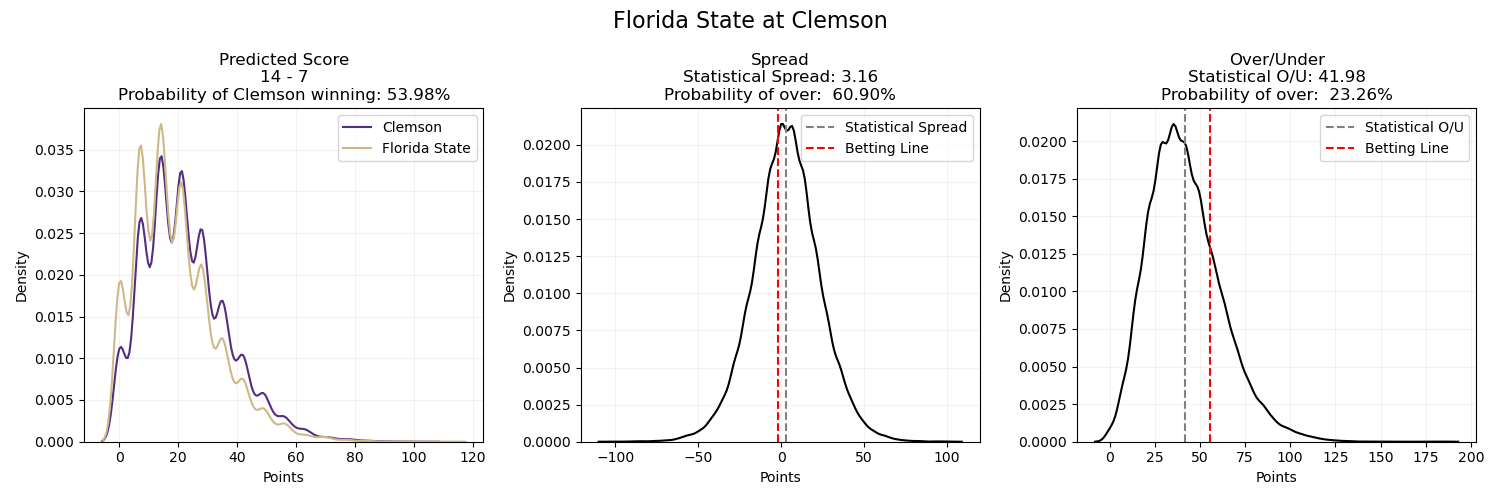 Florida State at Clemson
Predicted Score
14 - 7
Probability of Clemson winning: 53.98%
Clemson
Florida State
0.035
0.030
0.025
0.020
0.015
0.010
0.005
0.000
Density
0
20
40
60
80
100
120
Points
Spread
Statistical Spread: 3.16
Probability of over:  60.90%
Statistical Spread
Betting Line
0.0200
0.0175
0.0150
0.0125
0.0100
0.0075
0.0050
0.0025
0.0000
Density
−100
−50
0
50
100
Points
Over/Under
Statistical O/U: 41.98
Probability of over:  23.26%
Statistical O/U
Betting Line
0.0200
0.0175
0.0150
0.0125
0.0100
0.0075
0.0050
0.0025
0.0000
Density
0
25
50
75
100
125
150
175
200
Points